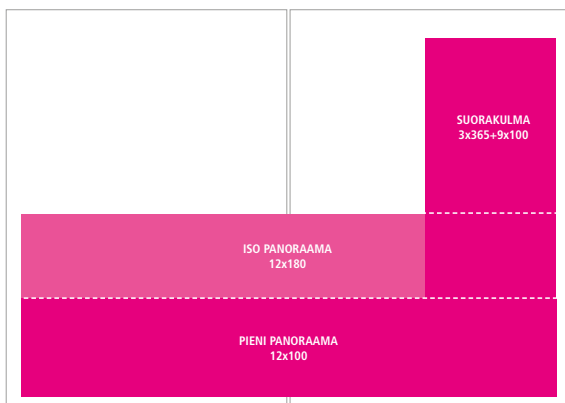 SUORAKULMA
3x365+9x100
ISO PANORAAMA
12x180
PIENI PANORAAMA
12x100